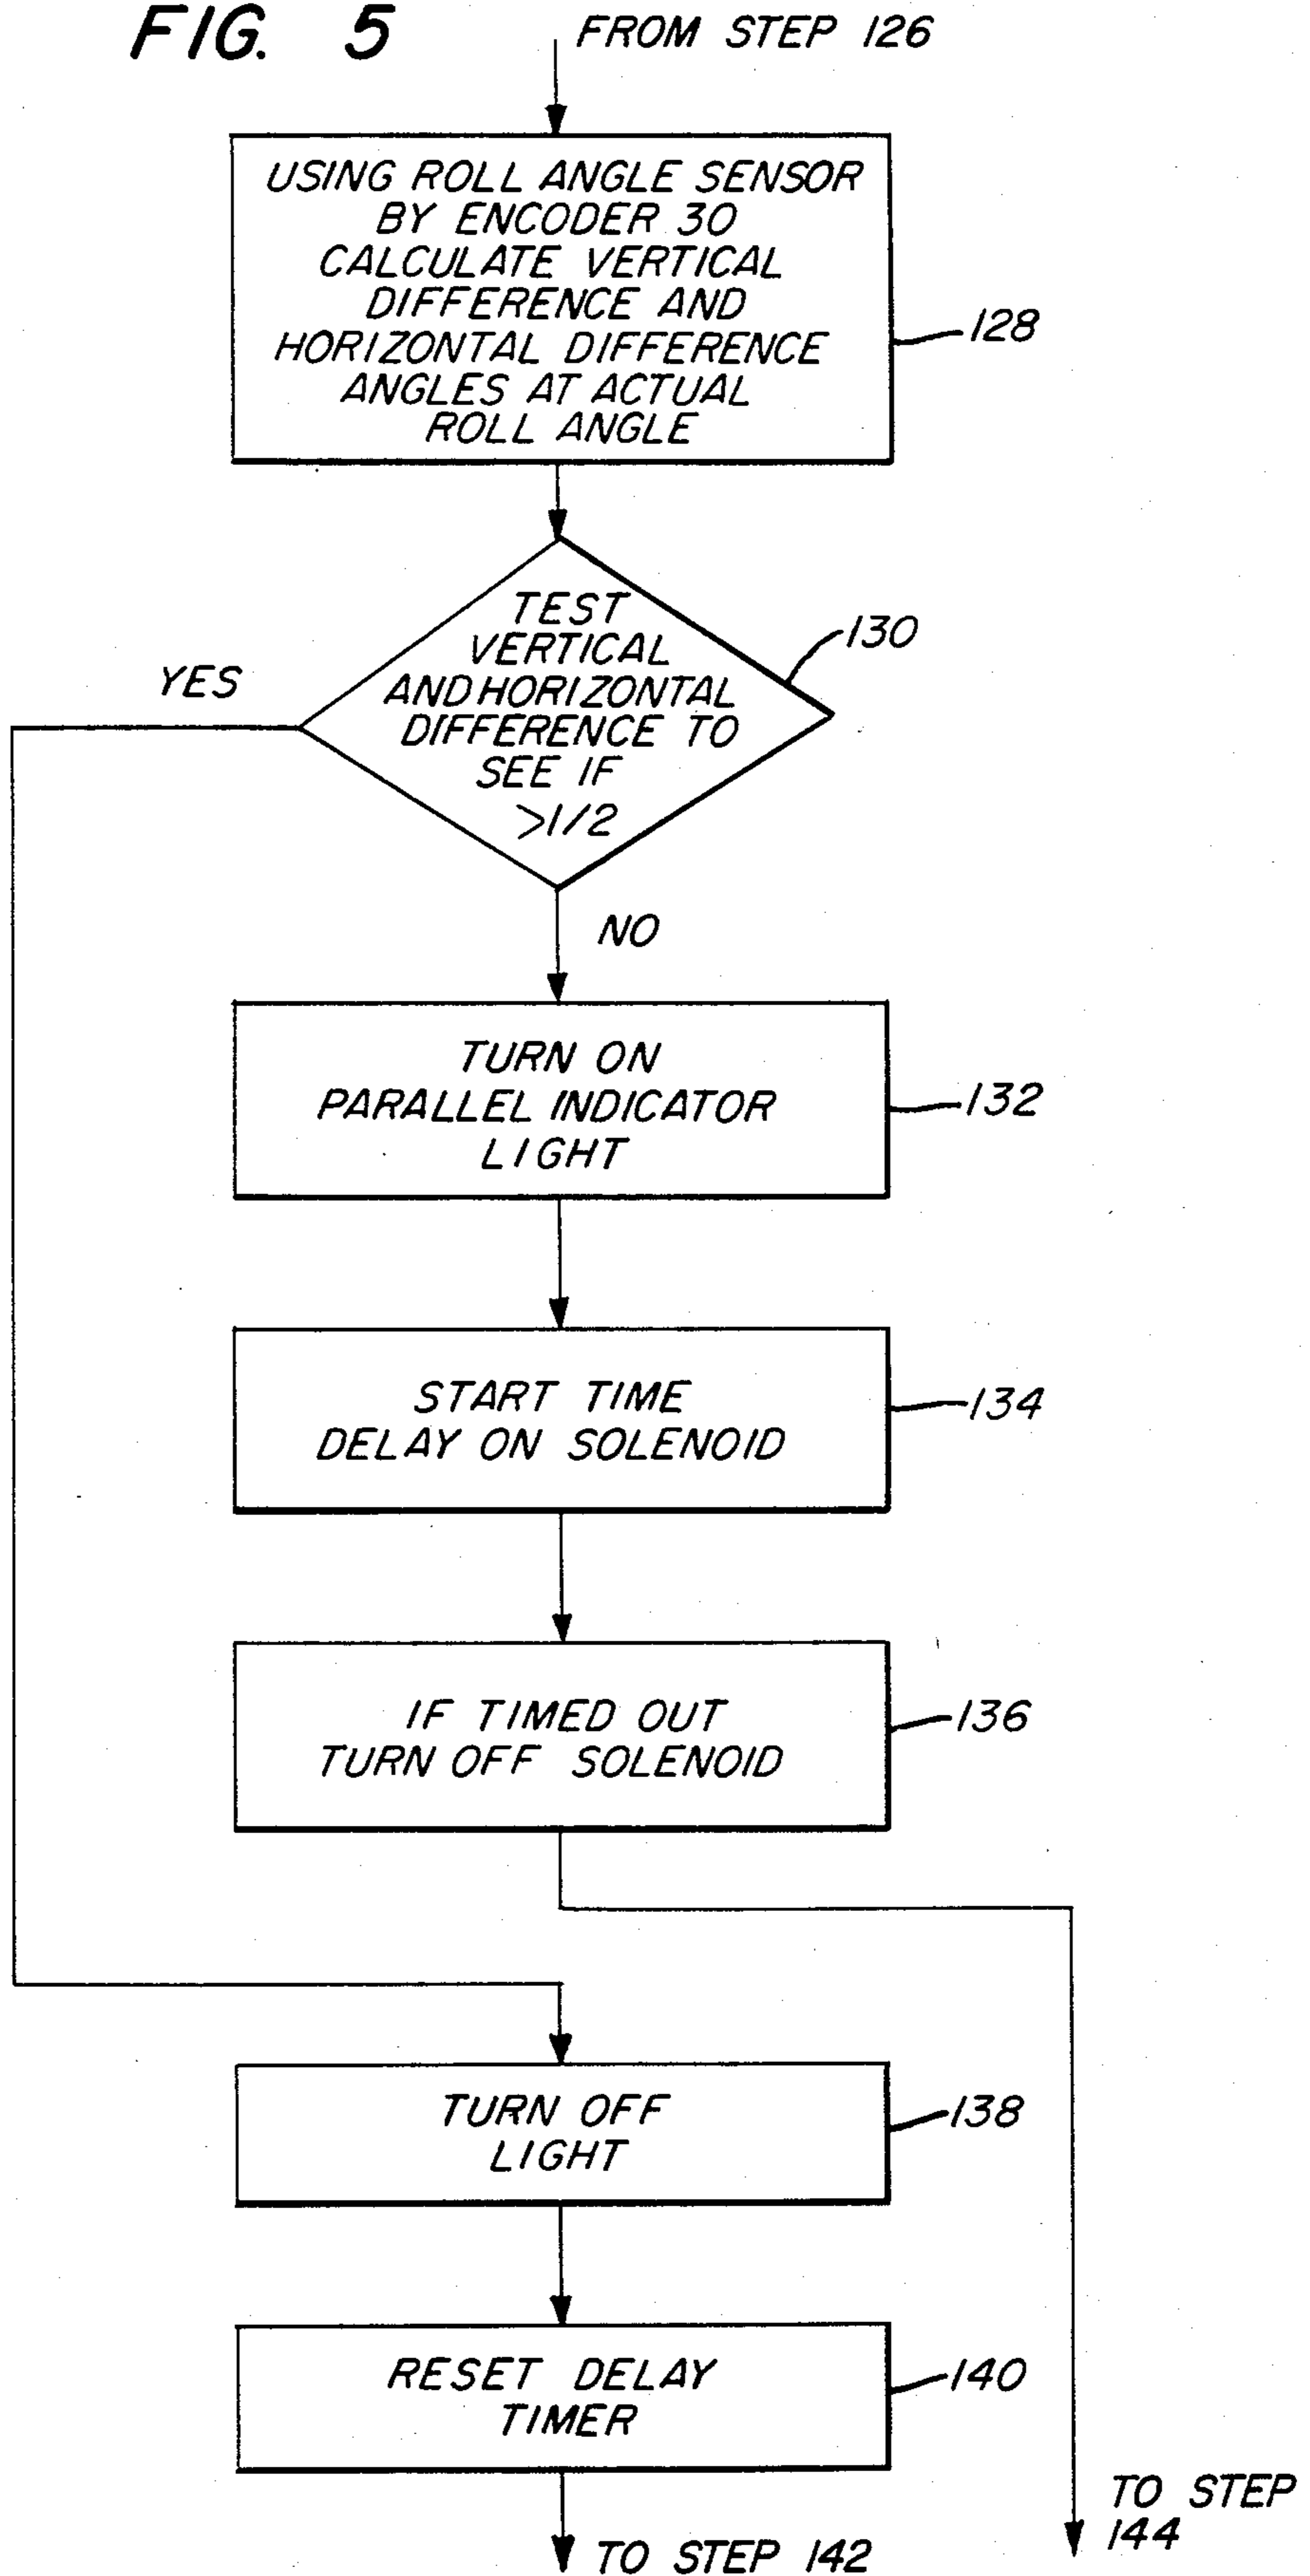 FIG. 5
FROM STEP 126
USING ROLL ANGLE SENSOR
BY ENCODER 30
CALCULATE VERTICAL
DIFFERENCE AND
HORIZONTAL DIFFERENCE
ANGLES AT ACTUAL
ROLL ANGLE
128
TEST
VERTICAL
AND HORIZONTAL
DIFFERENCE TO
SEE IF
>1/2
130
YES
NO
TURN ON
PARALLEL INDICATOR
LIGHT
132
START TIME
DELAY ON SOLENOID
134
IF TIMED OUT
TURN OFF SOLENOID
136
TURN OFF
LIGHT
138
RESET DELAY
TIMER
140
TO STEP 142
TO STEP
144